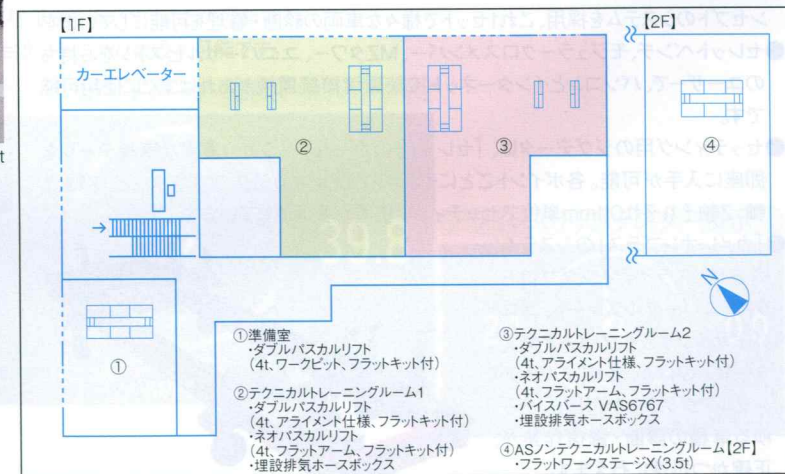 【1F】
【2F】
カーエレベーター
①
②
③
④
N
①準備室
・ダブルパスカルリフト
(4t、ワークピット、フラットキット付)
②テクニカルトレーニングルーム1
・ダブルパスカルリフト
(4t、アライメント仕様、フラットキット付)
・ネオパスカルリフト
(4t、フラットアーム、フラットキット付)
・埋設排気ホースボックス
③テクニカルトレーニングルーム2
・ダブルパスカルリフト
(4t、アライメント仕様、フラットキット付)
・ネオパスカルリフト
(4t、フラットアーム、フラットキット付)
・バイスバース VAS6767
・埋設排気ホースボックス
④ASノンテクニカルトレーニングルーム【2F】
・フラットワークステージX(3.5t)